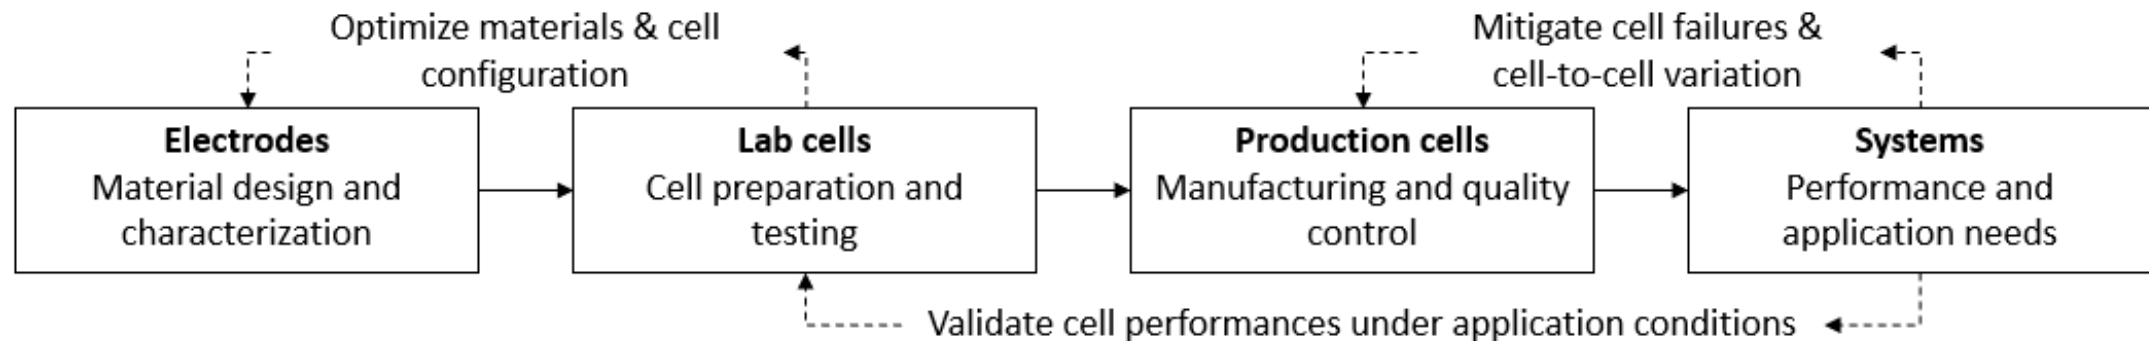 Optimize materials & cell
configuration
Mitigate cell failures &
cell-to-cell variation
Electrodes
Material design and
characterization
Lab cells
Cell preparation and
testing
Production cells
Manufacturing and quality
control
Systems
Performance and
application needs
Validate cell performances under application conditions